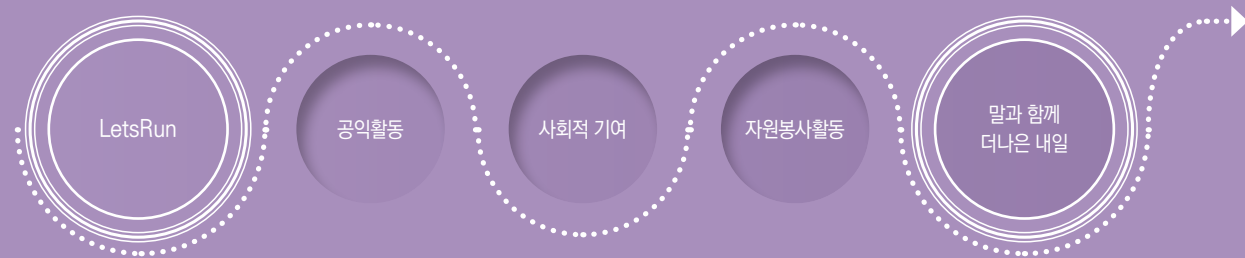 LetsRun
공익활동
사회적 기여
자원봉사활동
말과 함께
더나은 내일